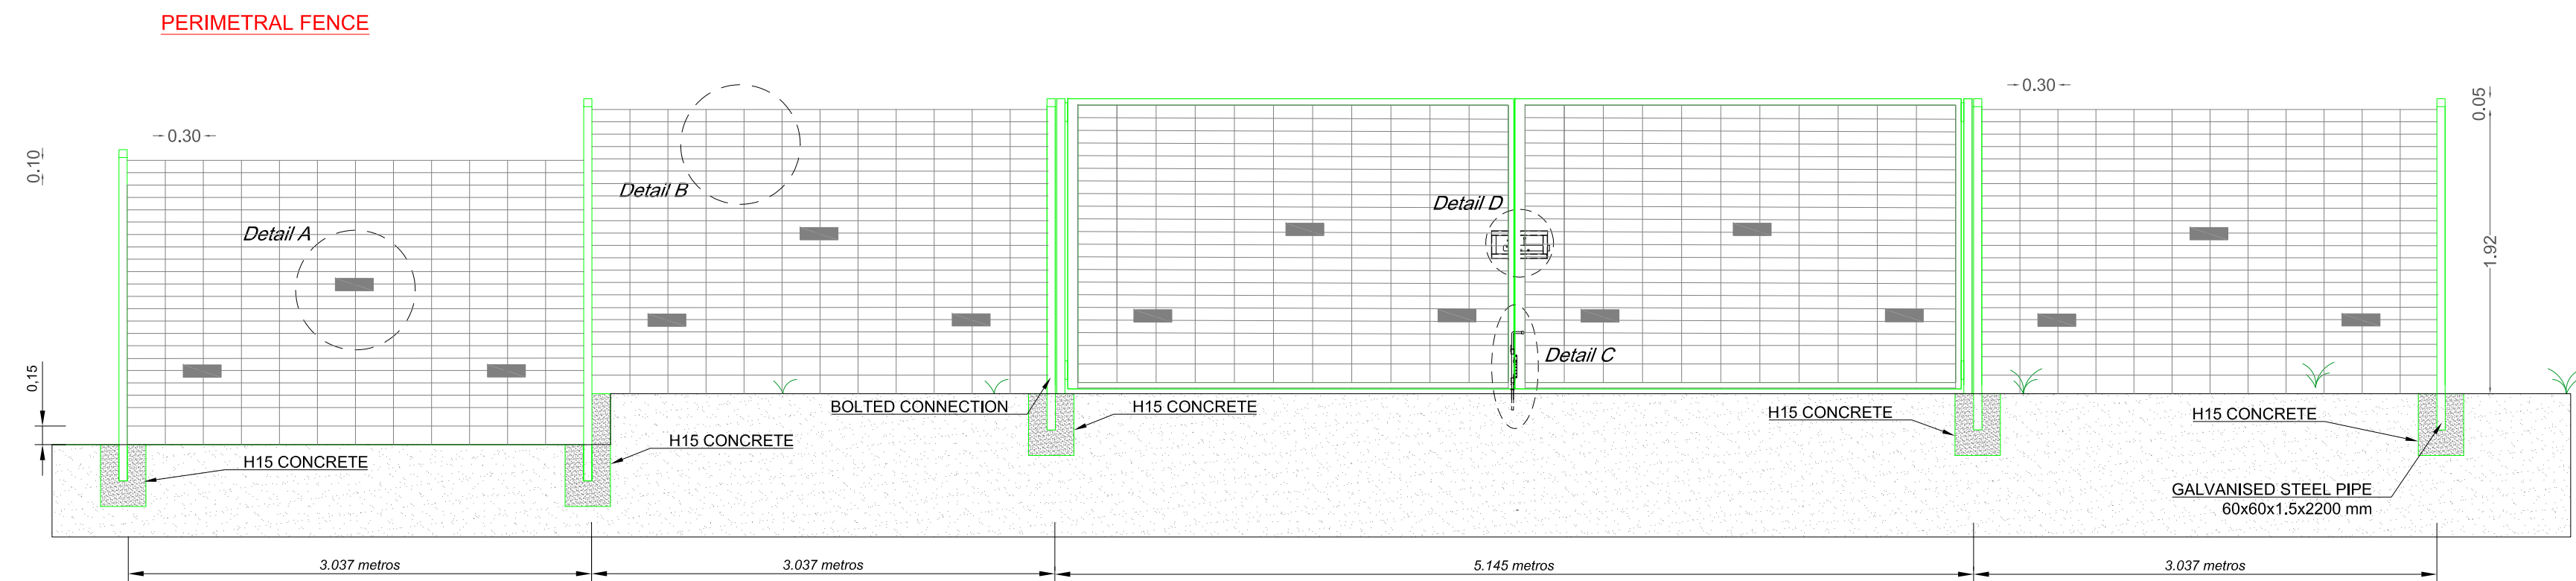 PERIMETRAL FENCE
0.30
0.30
0.05
0.10
Detail B
Detail D
Detail A
1.92
Detail C
0,15
BOLTED CONNECTION
H15 CONCRETE
H15 CONCRETE
H15 CONCRETE
H15 CONCRETE
H15 CONCRETE
GALVANISED STEEL PIPE
60x60x1.5x2200 mm
3.037 metros
3.037 metros
5.145 metros
3.037 metros